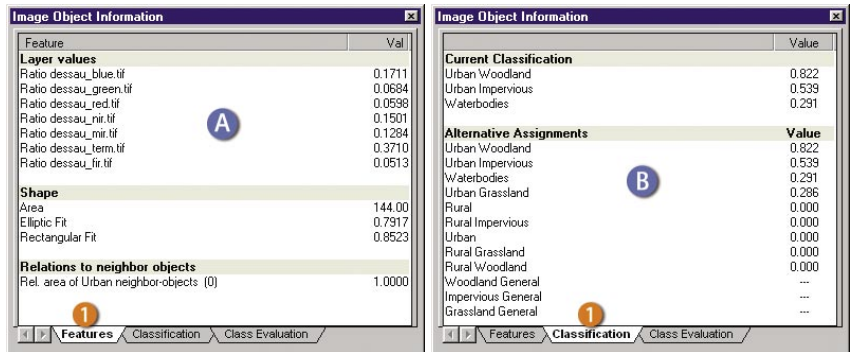 Image Object Information
Feature Val
Layer values
Ratio dessau_blue.tif 0.1711
Ratio dessau_green.tif 0.0684
Ratio dessau_red.tif 0.0598
Ratio dessau_nir.tif 0.1501
Ratio dessau_mir.tif 0.1284
Ratio dessau_term.tif 0.3710
Ratio dessau_fir.tif 0.0513
A
Shape
Area 144.00
Elliptic Fit 0.7917
Rectangular Fit 0.8523
Relations to neighbor objects
Rel. area of Urban neighbor-objects (0) 1.0000
1
Features Classification Class Evaluation
Image Object Information
Value
Current Classification
Urban Woodland 0.822
Urban Impervious 0.539
Waterbodies 0.291
Alternative Assignments Value
Urban Woodland 0.822
Urban Impervious 0.539
Waterbodies 0.291
Urban Grassland 0.286
Rural 0.000
Rural Impervious 0.000
Urban 0.000
Rural Grassland 0.000
Rural Woodland 0.000
Woodland General ---
Impervious General ---
Grassland General ---
B
1
Features Classification Class Evaluation